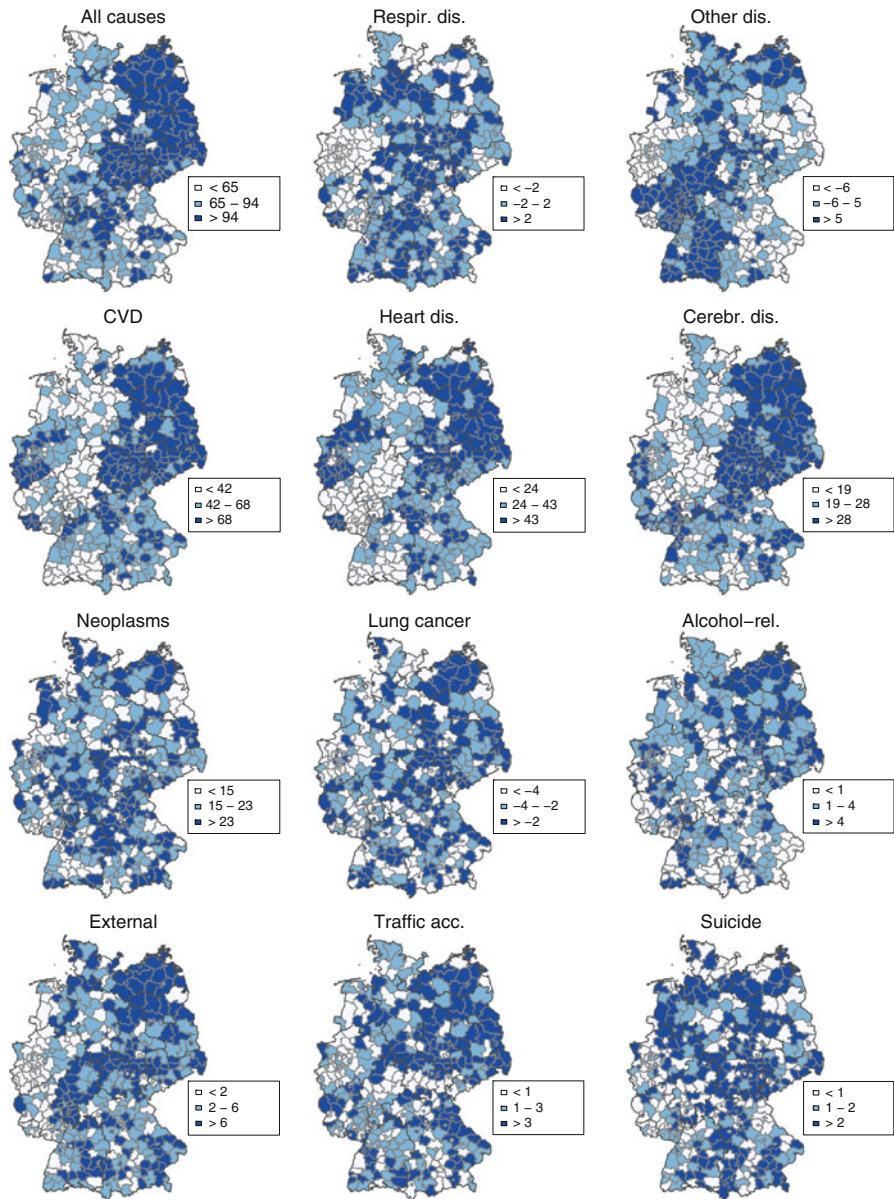 All causes
Respir. dis.
Other dis.
< 65
65 − 94
> 94
< −2
−2 − 2
> 2
< −6
−6 − 5
> 5
CVD
Heart dis.
Cerebr. dis.
< 42
42 − 68
> 68
< 24
24 − 43
> 43
< 19
19 − 28
> 28
Neoplasms
Lung cancer
Alcohol−rel.
< 15
15 − 23
> 23
< −4
−4 − −2
> −2
< 1
1 − 4
> 4
External
Traffic acc.
Suicide
< 2
2 − 6
> 6
< 1
1 − 3
> 3
< 1
1 − 2
> 2